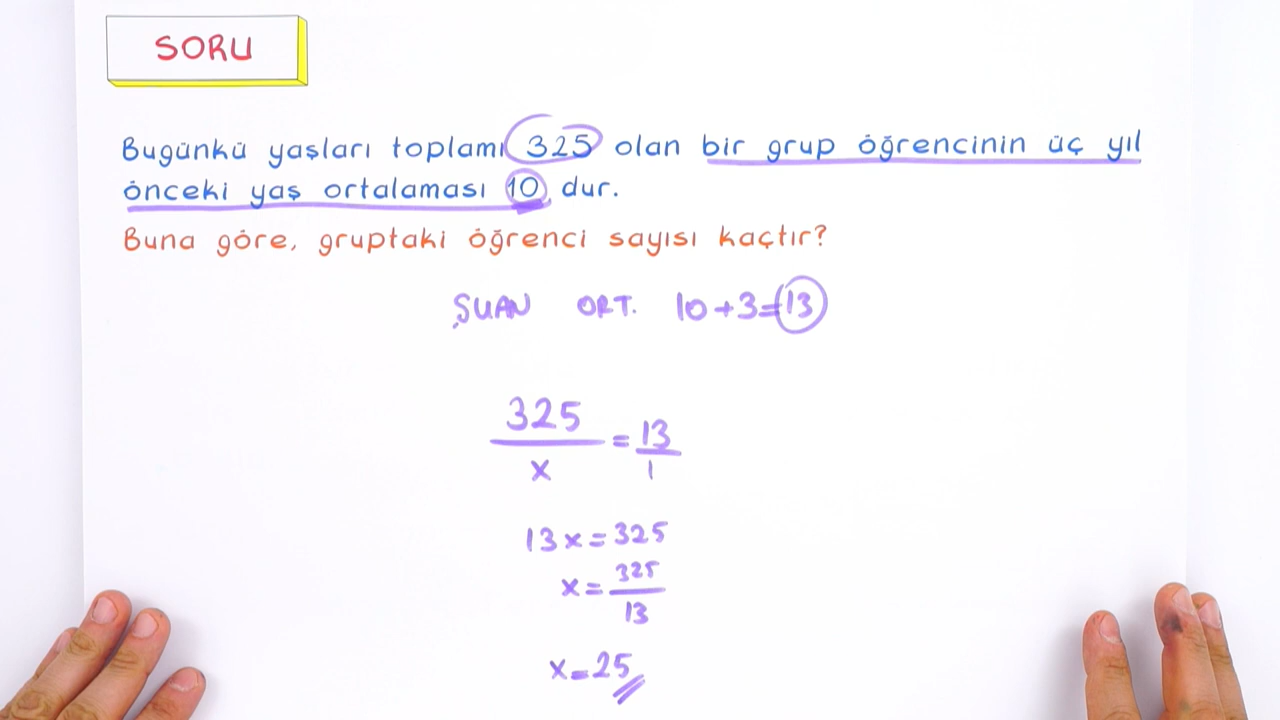 SORU
Bugünkü yaşları toplamı 325 olan bir grup öğrencinin üç yıl
önceki yaş ortalaması 10 dur.
Buna göre, gruptaki öğrenci sayısı kaçtır?
ŞUAN ORT. 10+3=13
325/x = 13/1
13x=325
x=325/13
x=25